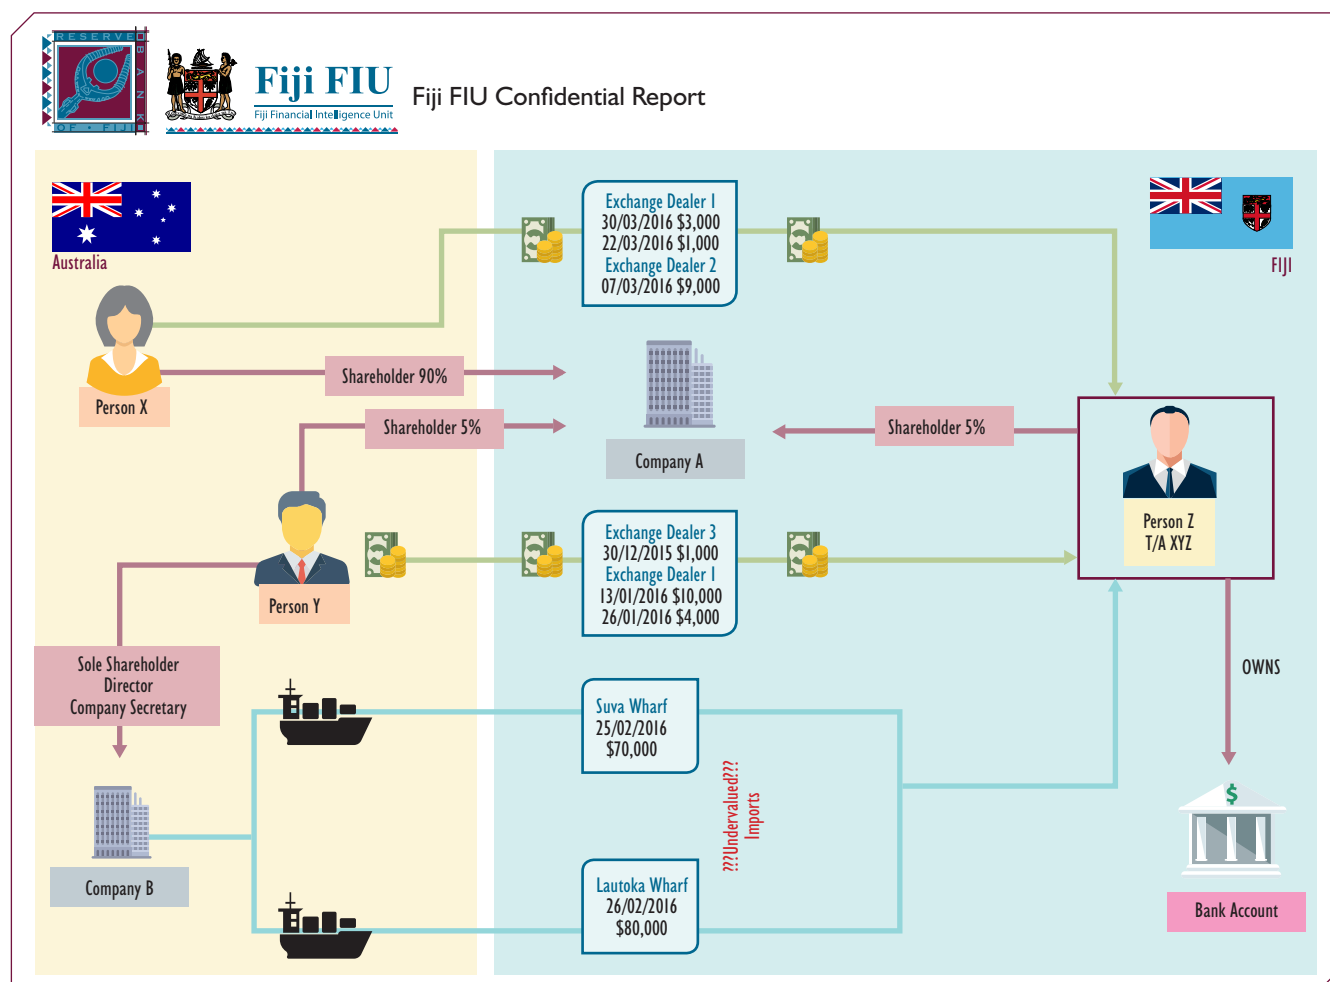 RESERVE
BANK
OF • FIJI
Fiji FIU
Fiji Financial Intelligence Unit
Fiji FIU Confidential Report
Australia
FIJI
Exchange Dealer 1
30/03/2016 $3,000
22/03/2016 $1,000
Exchange Dealer 2
07/03/2016 $9,000
Person X
Shareholder 90%
Shareholder 5%
Company A
Shareholder 5%
Person Z
T/A XYZ
Person Y
Exchange Dealer 3
30/12/2015 $1,000
Exchange Dealer 1
13/01/2016 $10,000
26/01/2016 $4,000
Sole Shareholder
Director
Company Secretary
OWNS
Suva Wharf
25/02/2016
$70,000
???Undervalued???
Imports
$
Company B
Lautoka Wharf
26/02/2016
$80,000
Bank Account